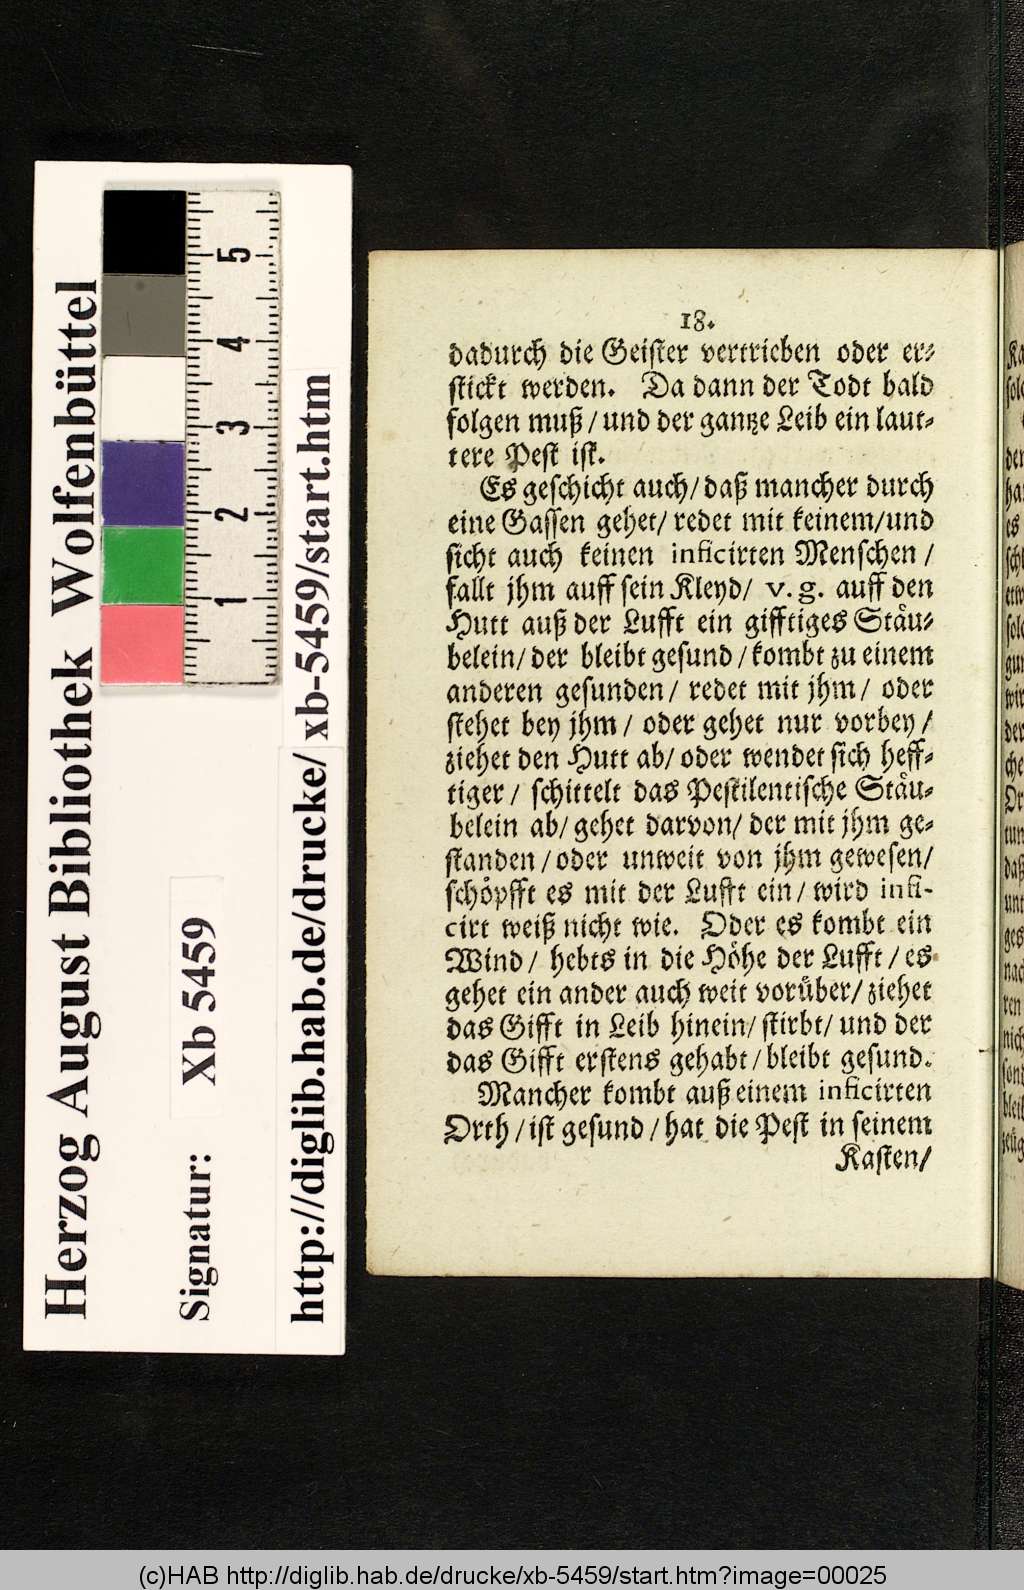 Herzog August Bibliothek Wolfenbüttel
Signatur: Xb 5459
http://diglib.hab.de/drucke/ xb-5459/start.htm
5
4
3
2
1
18.
dadurch die Geister vertrieben oder er⸗
stickt werden. Da dann der Todt bald
folgen muß / und der gantze Leib ein laut⸗
tere Pest ist.
Es geschicht auch / daß mancher durch
eine Gassen gehet / redet mit keinem / und
sicht auch keinen inficirten Menschen /
fallt jhm auff sein Kleyd / v. g. auff den
Hutt auß der Lufft ein gifftiges Stäu⸗
belein / der bleibt gesund / kombt zu einem
anderen gesunden / redet mit jhm / oder
stehet bey jhm / oder gehet nur vorbey /
ziehet den Hutt ab / oder wendet sich heff⸗
tiger / schittelt das Pestilentische Stäu⸗
belein ab / gehet darvon / der mit jhm ge⸗
standen / oder unweit von jhm gewesen /
schöpfft es mit der Lufft ein / wird infi-
cirt weiß nicht wie. Oder es kombt ein
Wind / hebts in die Höhe der Lufft / es
gehet ein ander auch weit vorüber / ziehet
das Gifft in Leib hinein / stirbt / und der
das Gifft erstens gehabt / bleibt gesund.
Mancher kombt auß einem inficirten
Orth / ist gesund / hat die Pest in seinem
Kasten /
(c)HAB http://diglib.hab.de/drucke/xb-5459/start.htm?image=00025